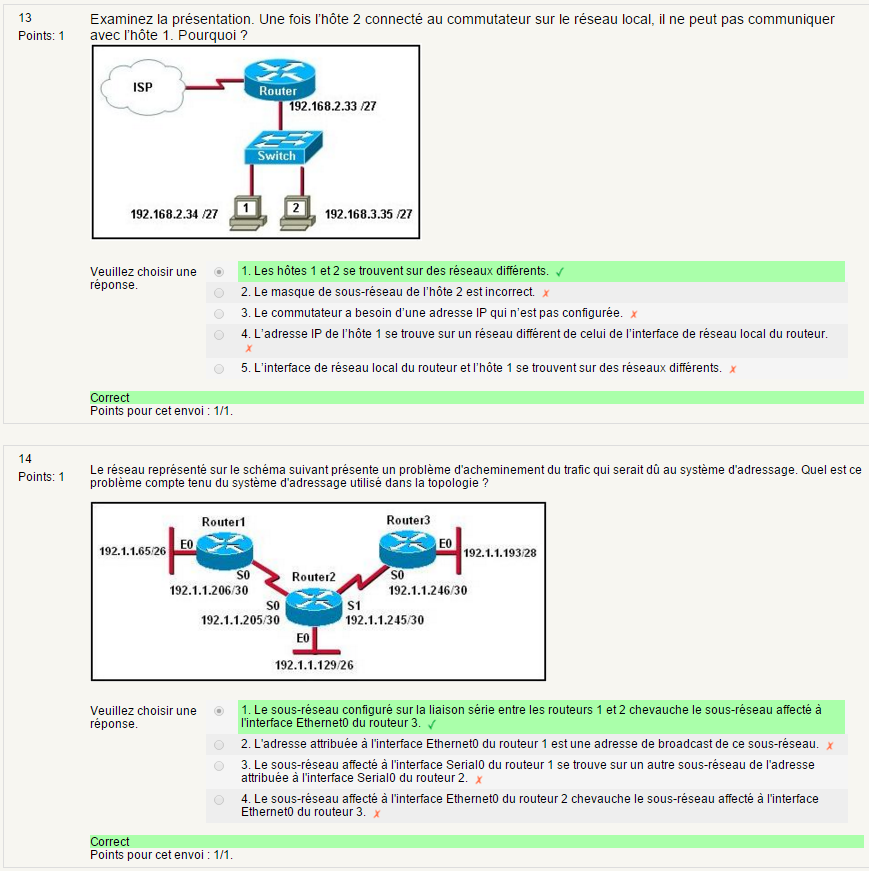 13
Points: 1
Examinez la présentation. Une fois l'hôte 2 connecté au commutateur sur le réseau local, il ne peut pas communiquer
avec l'hôte 1. Pourquoi ?
ISP
Router
192.168.2.33 /27
Switch
1
2
192.168.2.34 /27
192.168.3.35 /27
Veuillez choisir une
réponse.
1. Les hôtes 1 et 2 se trouvent sur des réseaux différents. ✓
2. Le masque de sous-réseau de l'hôte 2 est incorrect. ✗
3. Le commutateur a besoin d'une adresse IP qui n'est pas configurée. ✗
4. L'adresse IP de l'hôte 1 se trouve sur un réseau différent de celui de l'interface de réseau local du routeur.
✗
5. L'interface de réseau local du routeur et l'hôte 1 se trouvent sur des réseaux différents. ✗
Correct
Points pour cet envoi : 1/1.
14
Points: 1
Le réseau représenté sur le schéma suivant présente un problème d'acheminement du trafic qui serait dû au système d'adressage. Quel est ce
problème compte tenu du système d'adressage utilisé dans la topologie ?
Router1
Router3
192.1.1.65/26
E0
E0
192.1.1.193/28
S0
Router2
S0
192.1.1.206/30
192.1.1.246/30
S0
S1
192.1.1.205/30
192.1.1.245/30
E0
192.1.1.129/26
Veuillez choisir une
réponse.
1. Le sous-réseau configuré sur la liaison série entre les routeurs 1 et 2 chevauche le sous-réseau affecté à
l'interface Ethernet0 du routeur 3. ✓
2. L'adresse attribuée à l'interface Ethernet0 du routeur 1 est une adresse de broadcast de ce sous-réseau. ✗
3. Le sous-réseau affecté à l'interface Serial0 du routeur 1 se trouve sur un autre sous-réseau de l'adresse
attribuée à l'interface Serial0 du routeur 2. ✗
4. Le sous-réseau affecté à l'interface Ethernet0 du routeur 2 chevauche le sous-réseau affecté à l'interface
Ethernet0 du routeur 3. ✗
Correct
Points pour cet envoi : 1/1.